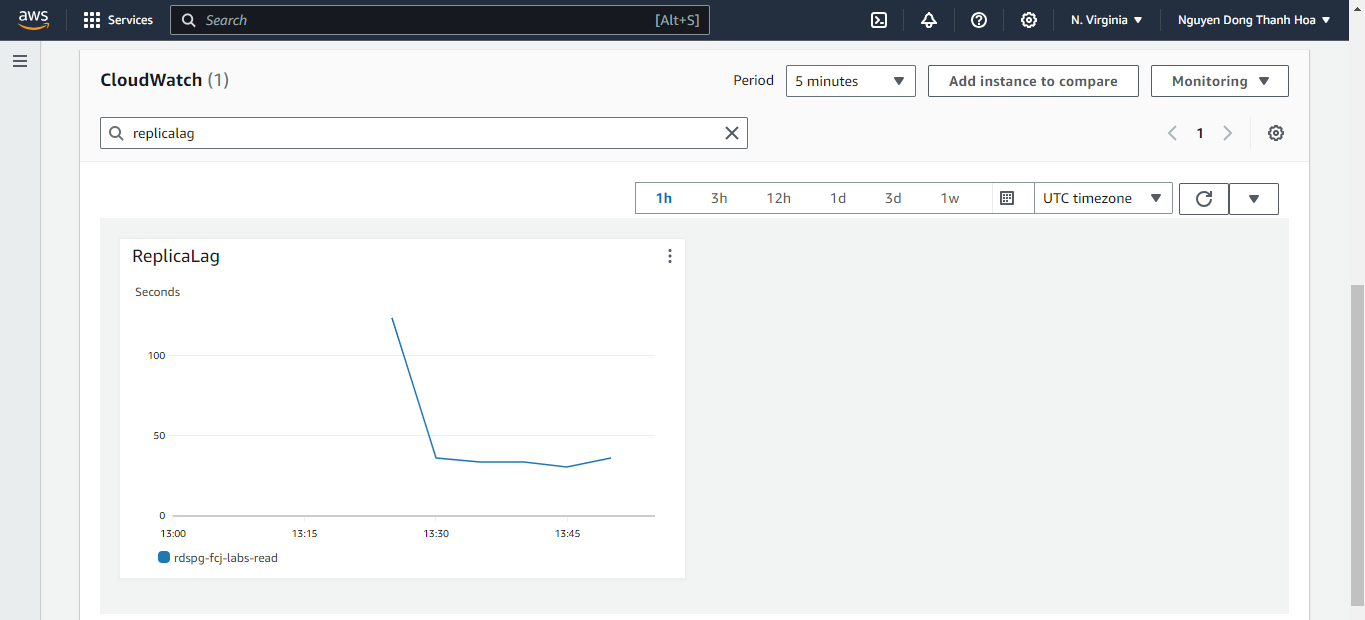 aws Services Search [Alt+S] N. Virginia Nguyen Dong Thanh Hoa
CloudWatch (1) Period 5 minutes Add instance to compare Monitoring
replicalag 1
1h 3h 12h 1d 3d 1w UTC timezone
ReplicaLag
Seconds
100
50
0
13:00 13:15 13:30 13:45
rdspg-fcj-labs-read